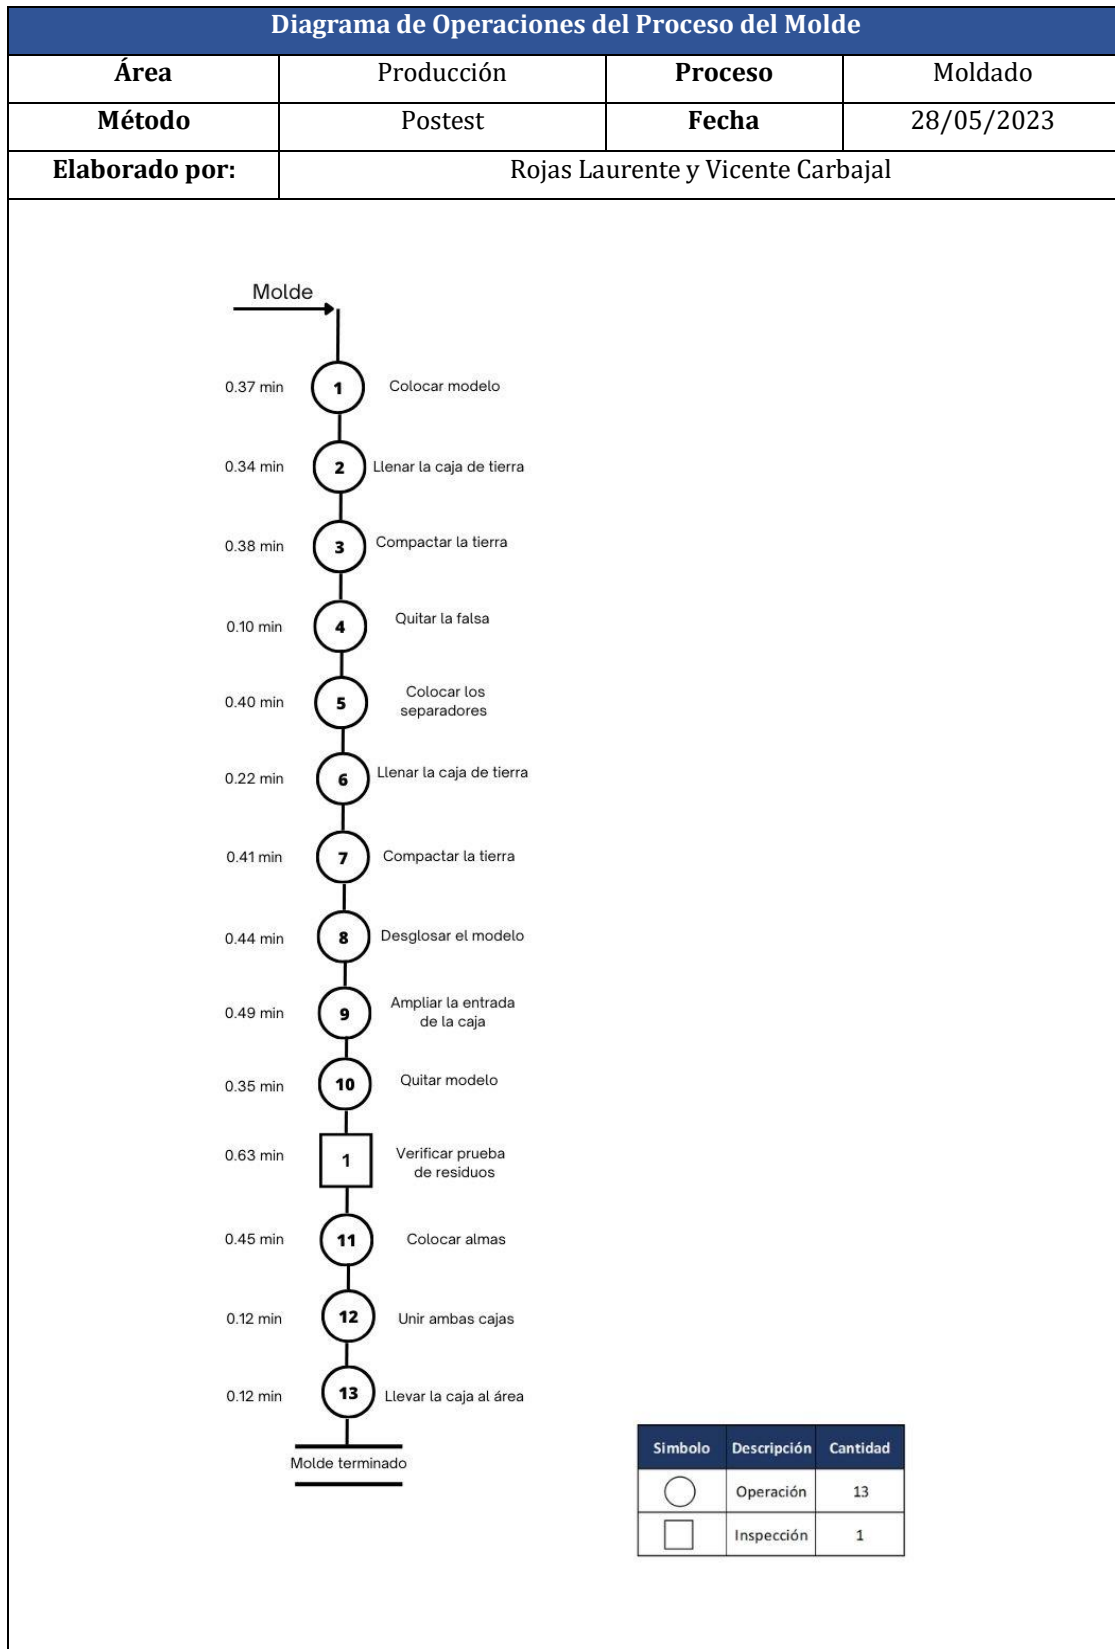 Diagrama de Operaciones del Proceso del Molde
Área Producción Proceso Moldado
Método Postest Fecha 28/05/2023
Elaborado por: Rojas Laurente y Vicente Carbajal
Molde
0.37 min 1 Colocar modelo
0.34 min 2 Llenar la caja de tierra
0.38 min 3 Compactar la tierra
0.10 min 4 Quitar la falsa
0.40 min 5 Colocar los
separadores
0.22 min 6 Llenar la caja de tierra
0.41 min 7 Compactar la tierra
0.44 min 8 Desglosar el modelo
0.49 min 9 Ampliar la entrada
de la caja
0.35 min 10 Quitar modelo
0.63 min 1 Verificar prueba
de residuos
0.45 min 11 Colocar almas
0.12 min 12 Unir ambas cajas
0.12 min 13 Llevar la caja al área
Molde terminado
Simbolo Descripción Cantidad
Operación 13
Inspección 1